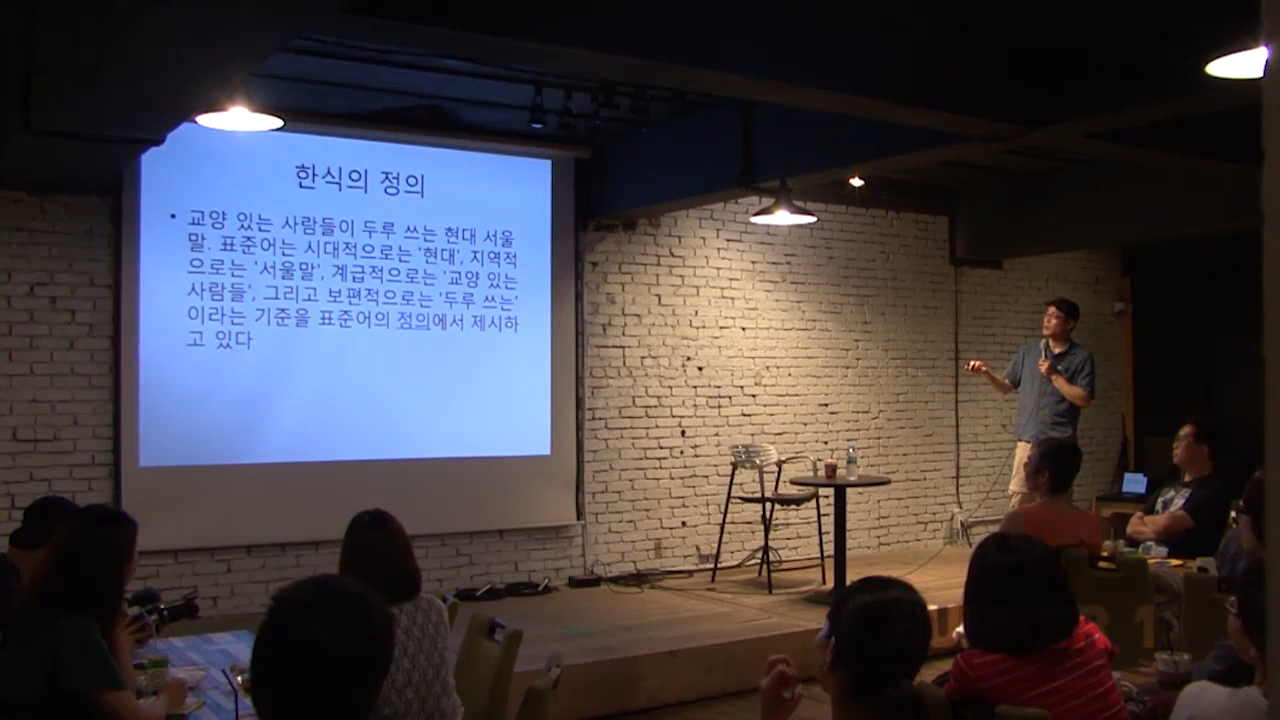 한식의 정의
• 교양 있는 사람들이 두루 쓰는 현대 서울
말. 표준어는 시대적으로는 '현대', 지역적
으로는 '서울말', 계급적으로는 '교양 있는
사람들', 그리고 보편적으로는 '두루 쓰는'
이라는 기준을 표준어의 정의에서 제시하
고 있다